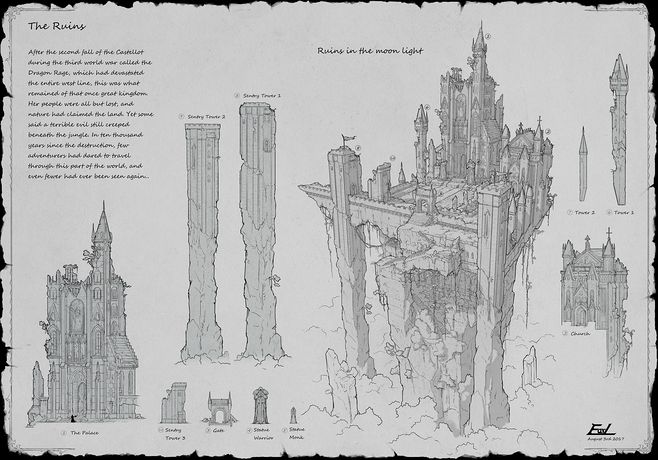 The Ruins
After the second fall of the Castellot
during the third world war called the
Dragon Rage, which had devastated
the entire west line, this was what
remained of that once great kingdom.
Her people were all but lost, and
nature had claimed the land. Yet some
said a terrible evil still creeped
beneath the jungle. In ten thousand
years since the destruction, few
adventurers had dared to travel
through this part of the world, and
even fewer had ever been seen again..
Ruins in the moon light
Sentry Tower 2
Sentry Tower 1
Tower 2
Tower 1
Church
The Palace
Sentry
Tower 3
Gate
Statue
Warrior
Statue
Monk
August 3rd 2017